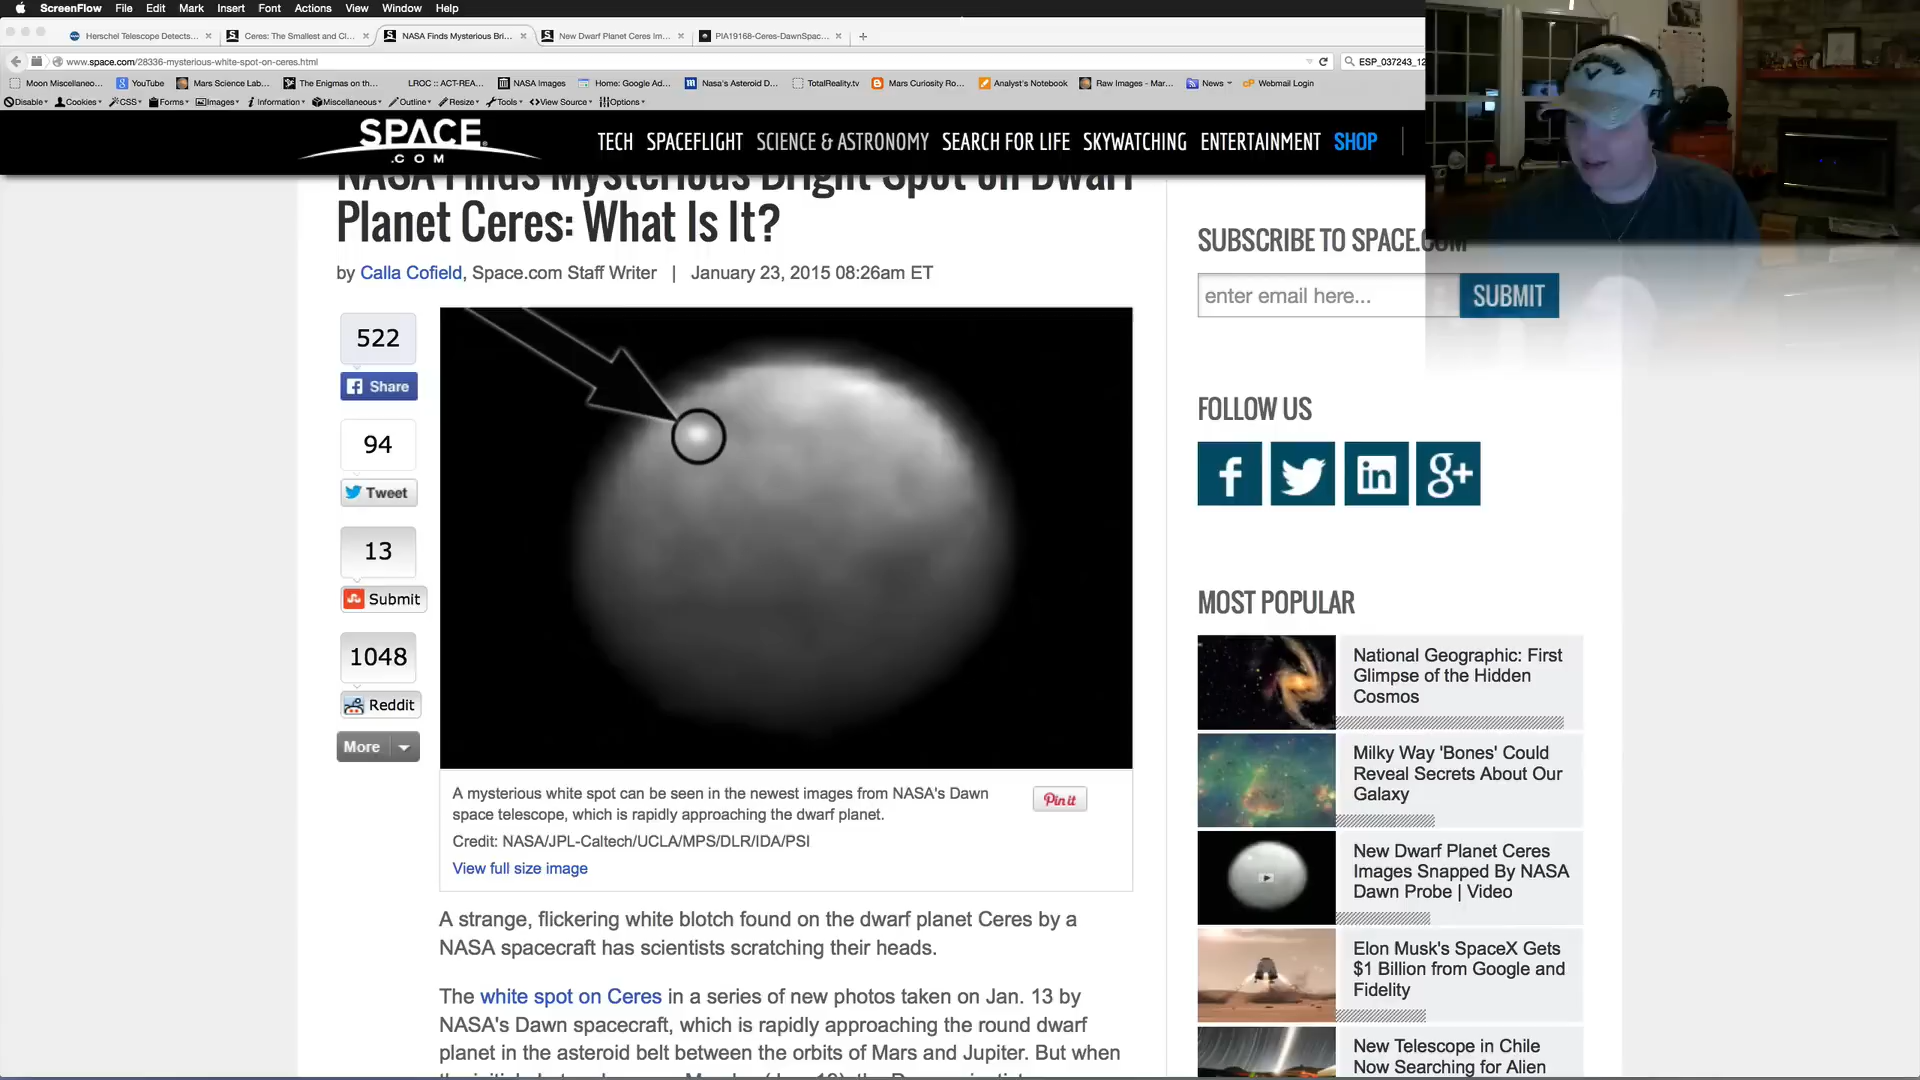 ScreenFlow File Edit Mark Insert Font Actions View Window Help
Herschel Telescope Detects... Ceres: The Smallest and Cl... NASA Finds Mysterious Bri... New Dwarf Planet Ceres Im... PIA19168-Ceres-DawnSpac...
www.space.com/28336-mysterious-white-spot-on-ceres.html ESP_037243_12
Moon Miscellaneo... YouTube Mars Science Lab... The Enigmas on th... LROC :: ACT-REA... NASA Images Home: Google Ad... Nasa's Asteroid D... TotalReality.tv Mars Curiosity Ro... Analyst's Notebook Raw Images - Mar... News Webmail Login
Disable Cookies CSS Forms Images Information Miscellaneous Outline Resize Tools View Source Options
SPACE
.COM
TECH SPACEFLIGHT SCIENCE & ASTRONOMY SEARCH FOR LIFE SKYWATCHING ENTERTAINMENT SHOP
NASA Finds Mysterious Bright Spot on Dwarf
Planet Ceres: What Is It?
by Calla Cofield, Space.com Staff Writer | January 23, 2015 08:26am ET
522
Share
94
Tweet
13
Submit
1048
Reddit
More
A mysterious white spot can be seen in the newest images from NASA's Dawn
space telescope, which is rapidly approaching the dwarf planet.
Credit: NASA/JPL-Caltech/UCLA/MPS/DLR/IDA/PSI
View full size image
Pin it
A strange, flickering white blotch found on the dwarf planet Ceres by a
NASA spacecraft has scientists scratching their heads.
The white spot on Ceres in a series of new photos taken on Jan. 13 by
NASA's Dawn spacecraft, which is rapidly approaching the round dwarf
planet in the asteroid belt between the orbits of Mars and Jupiter. But when
SUBSCRIBE TO SPACE.COM
enter email here...
SUBMIT
FOLLOW US
f in g+
MOST POPULAR
National Geographic: First
Glimpse of the Hidden
Cosmos
Milky Way 'Bones' Could
Reveal Secrets About Our
Galaxy
New Dwarf Planet Ceres
Images Snapped By NASA
Dawn Probe | Video
Elon Musk's SpaceX Gets
$1 Billion from Google and
Fidelity
New Telescope in Chile
Now Searching for Alien